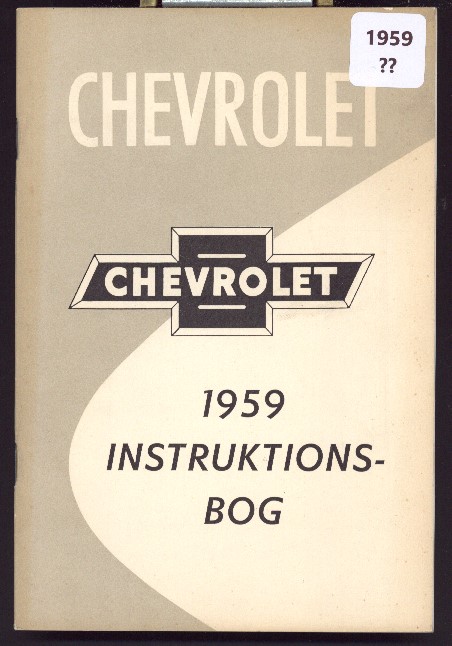 1959
??
CHEVROLET
CHEVROLET
1959
INSTRUKTIONS-
BOG